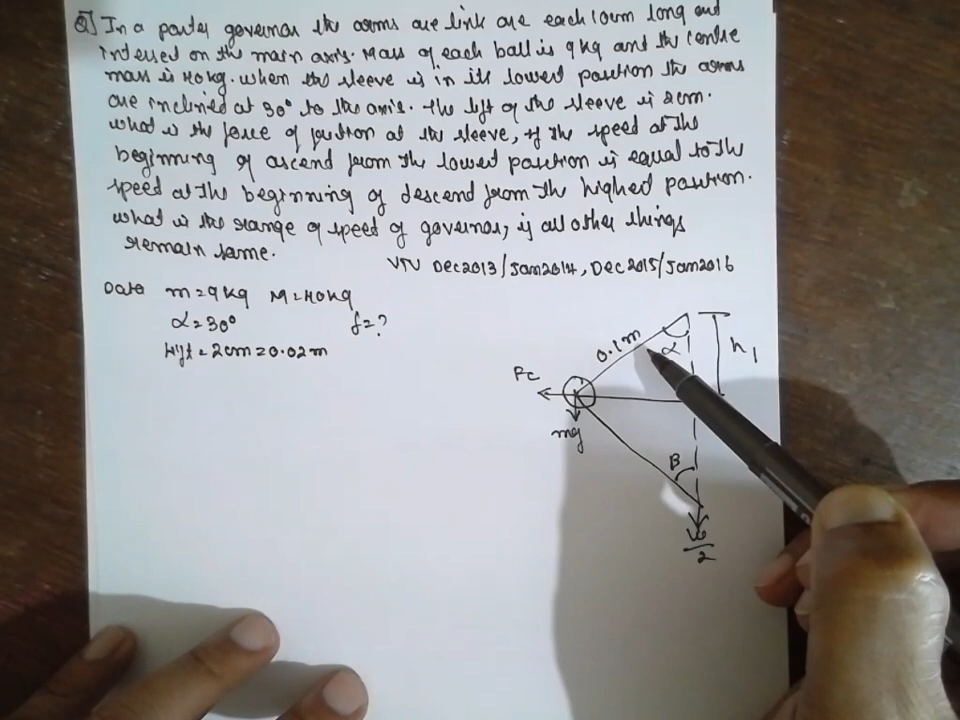 Q] In a porter governor the arms are link are each 10cm long and
intersed on the main axis. Mass of each ball is 9kg and the centre
mass is 40kg. when the sleeve is in its lowest position the arms
are inclined at 30° to the axis. The lift of the sleeve is 2cm.
what is the force of friction at the sleeve, if the speed at the
beginning of ascend from the lowest position is equal to the
speed at the beginning of descend from the highest position.
what is the range of speed of governor, if all other things
remain same.
VTU Dec2013/Jan2014, Dec 2015/Jan2016
Data m=9kg M=40kg
α=30° f=?
lift=2cm=0.02m
0.1m
α
h1
Fc
mg
B
W/2